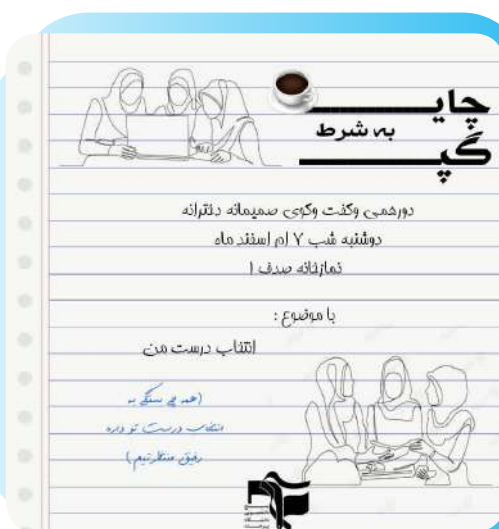 چای
به شرط
گپ
دورهمی وگفت وگوی صمیمانه دخترانه
دوشنبه شب ۷ ام اسفند ماه
نمازخانه صدف ۱
با موضوع :
انتخاب درست من
(همه چی بستگی به
انتخاب درست تو داره
رفیق منتظرتیم)